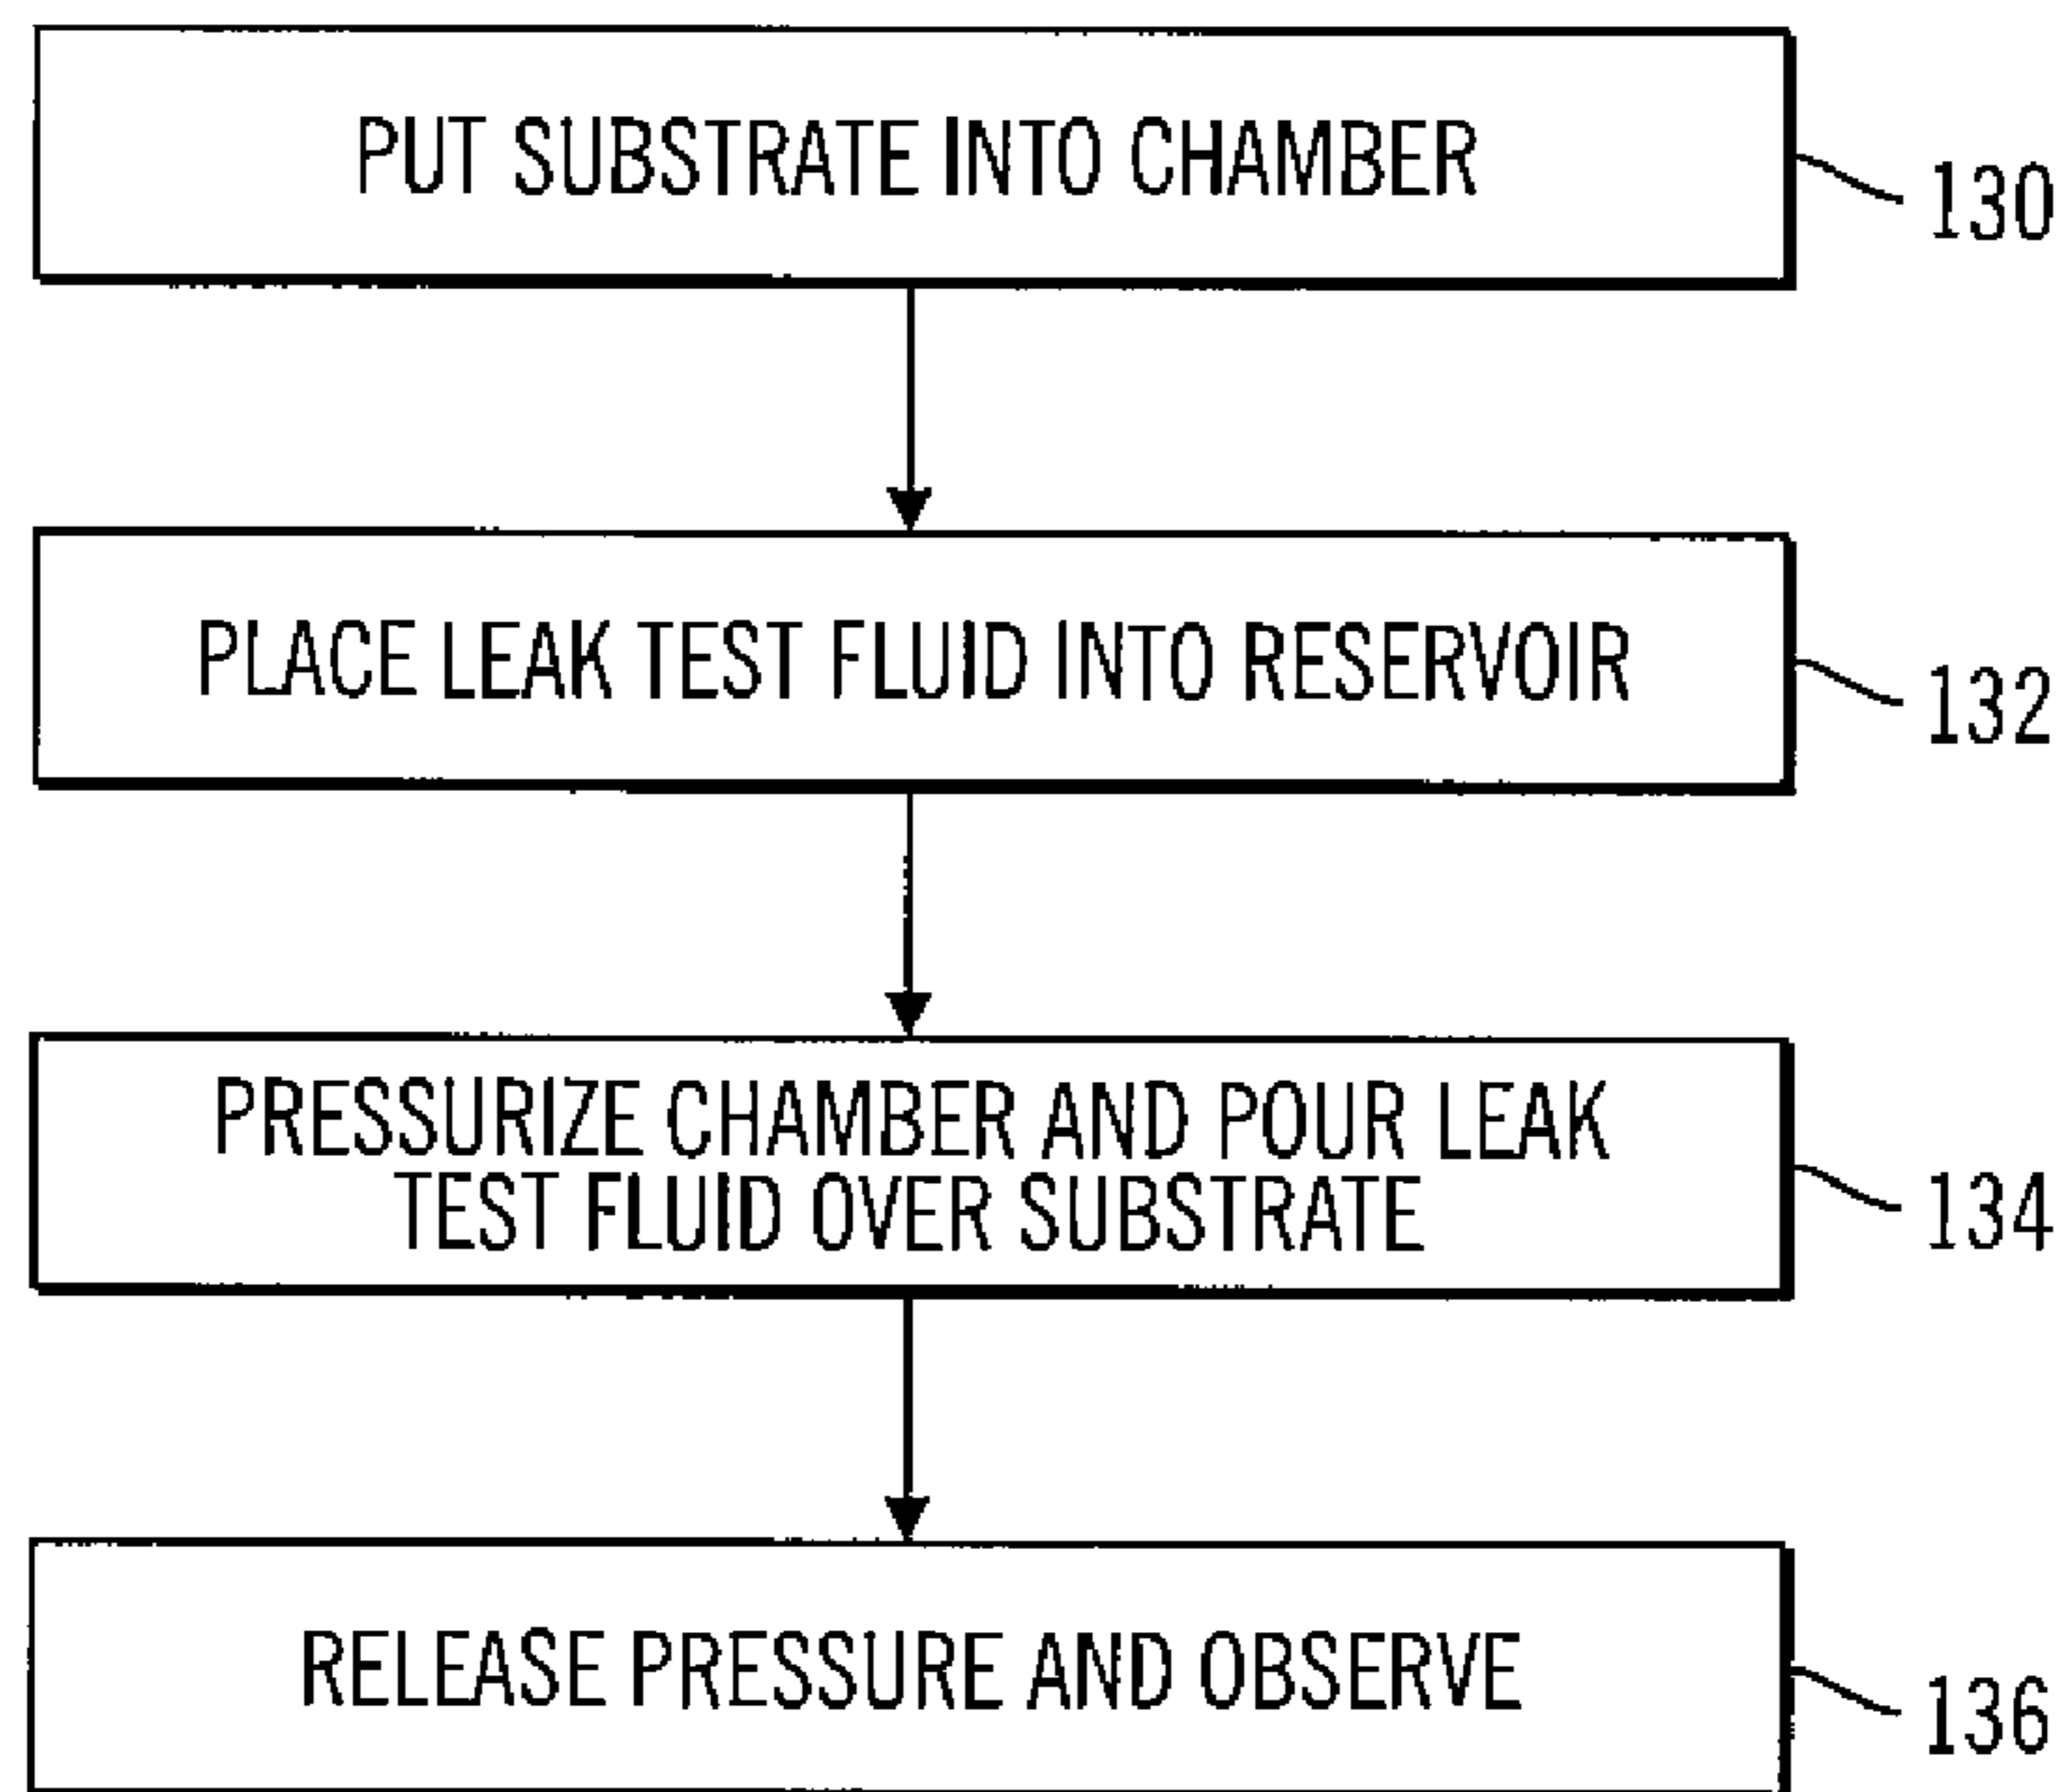 PUT SUBSTRATE INTO CHAMBER
130
PLACE LEAK TEST FLUID INTO RESERVOIR
132
PRESSURIZE CHAMBER AND POUR LEAK
TEST FLUID OVER SUBSTRATE
134
RELEASE PRESSURE AND OBSERVE
136